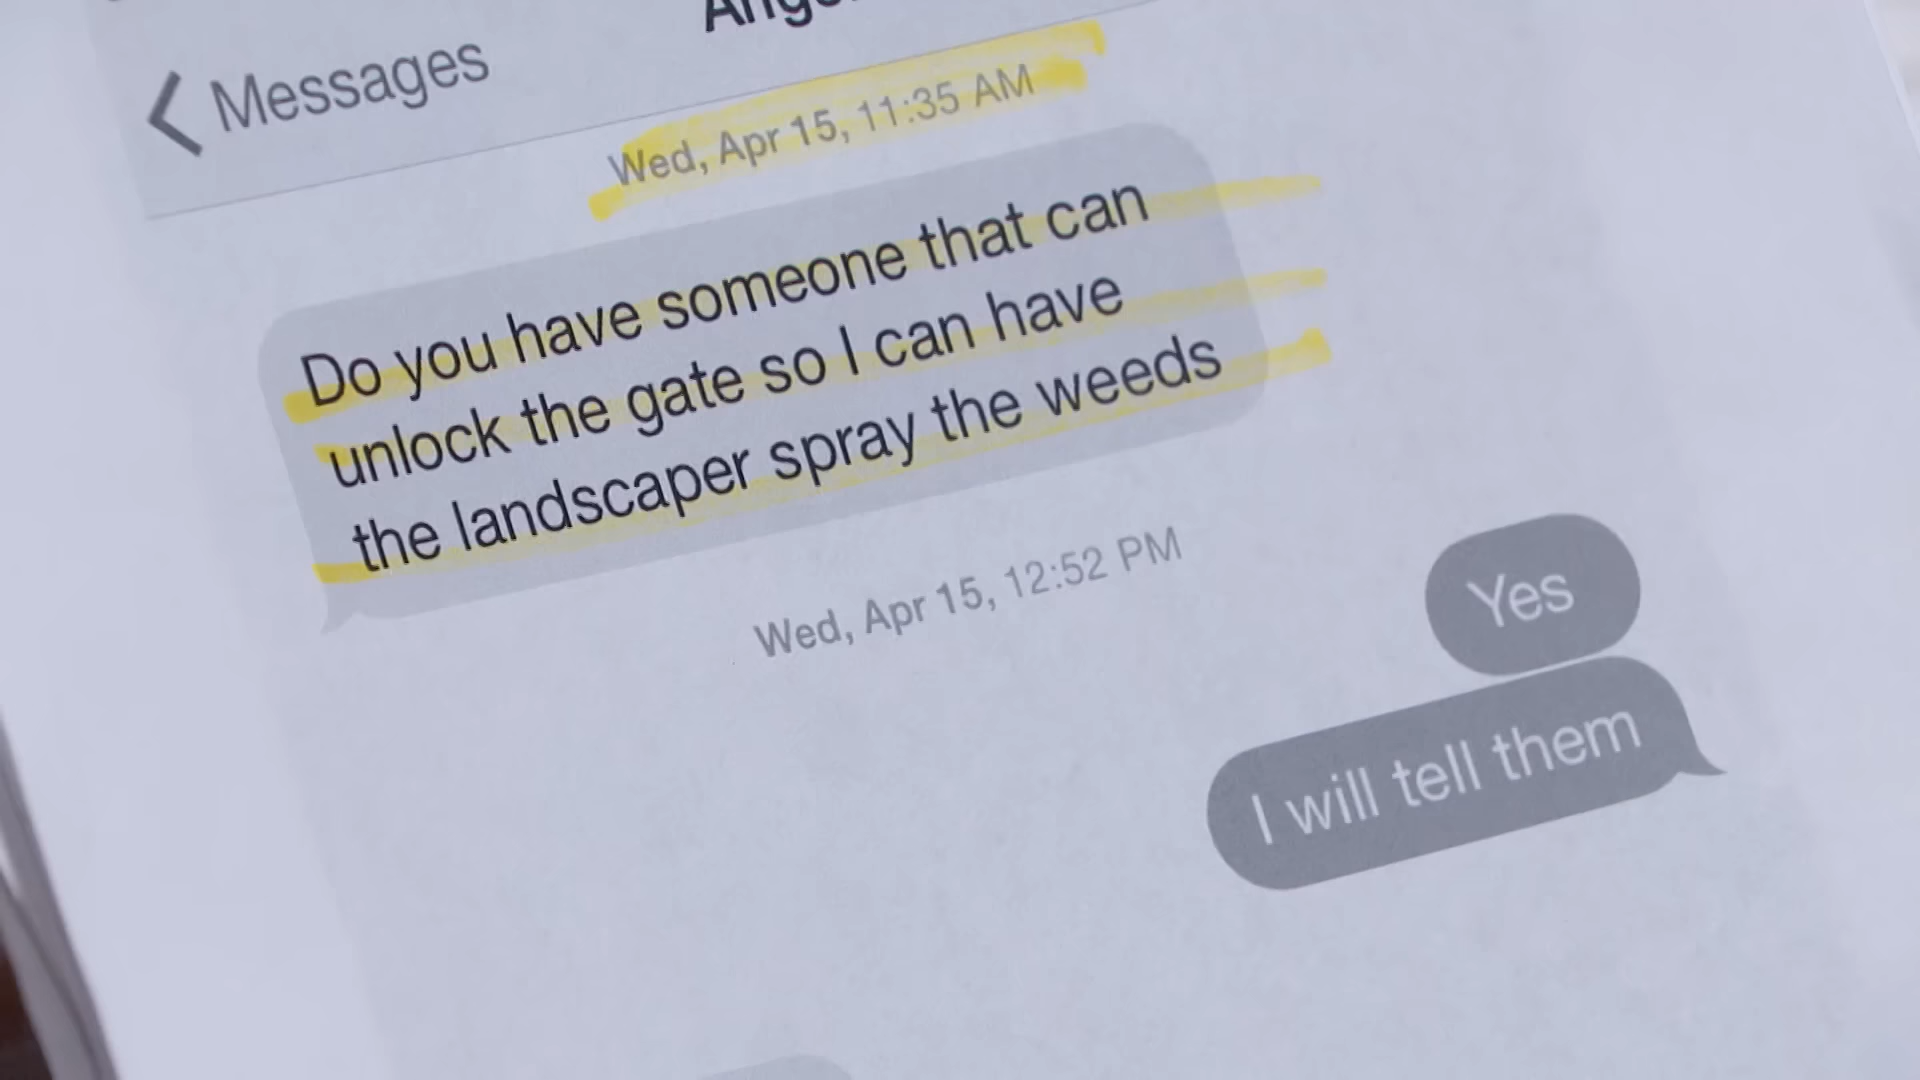 Messages
Wed, Apr 15, 11:35 AM
Do you have someone that can
unlock the gate so I can have
the landscaper spray the weeds
Wed, Apr 15, 12:52 PM
Yes
I will tell them